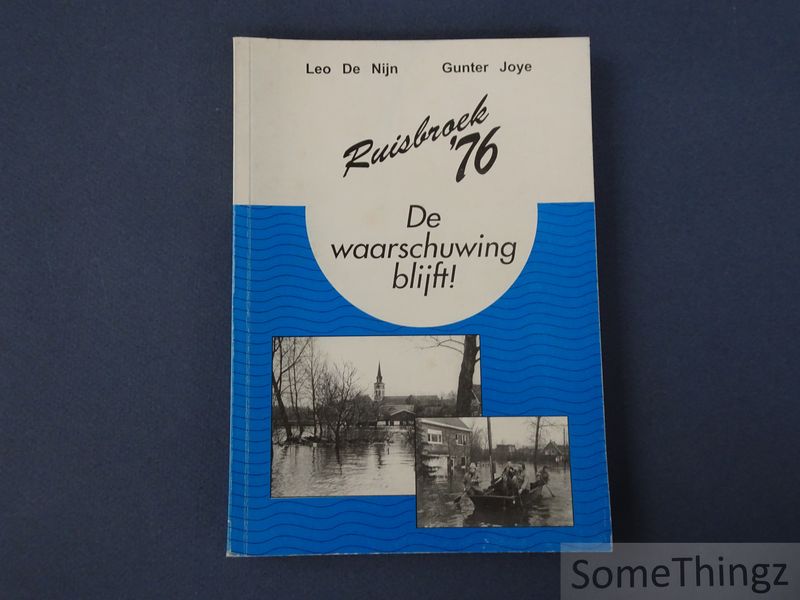 Leo De Nijn Gunter Joye
Ruisbroek
'76
De
waarschuwing
blijft!
SomeThingz